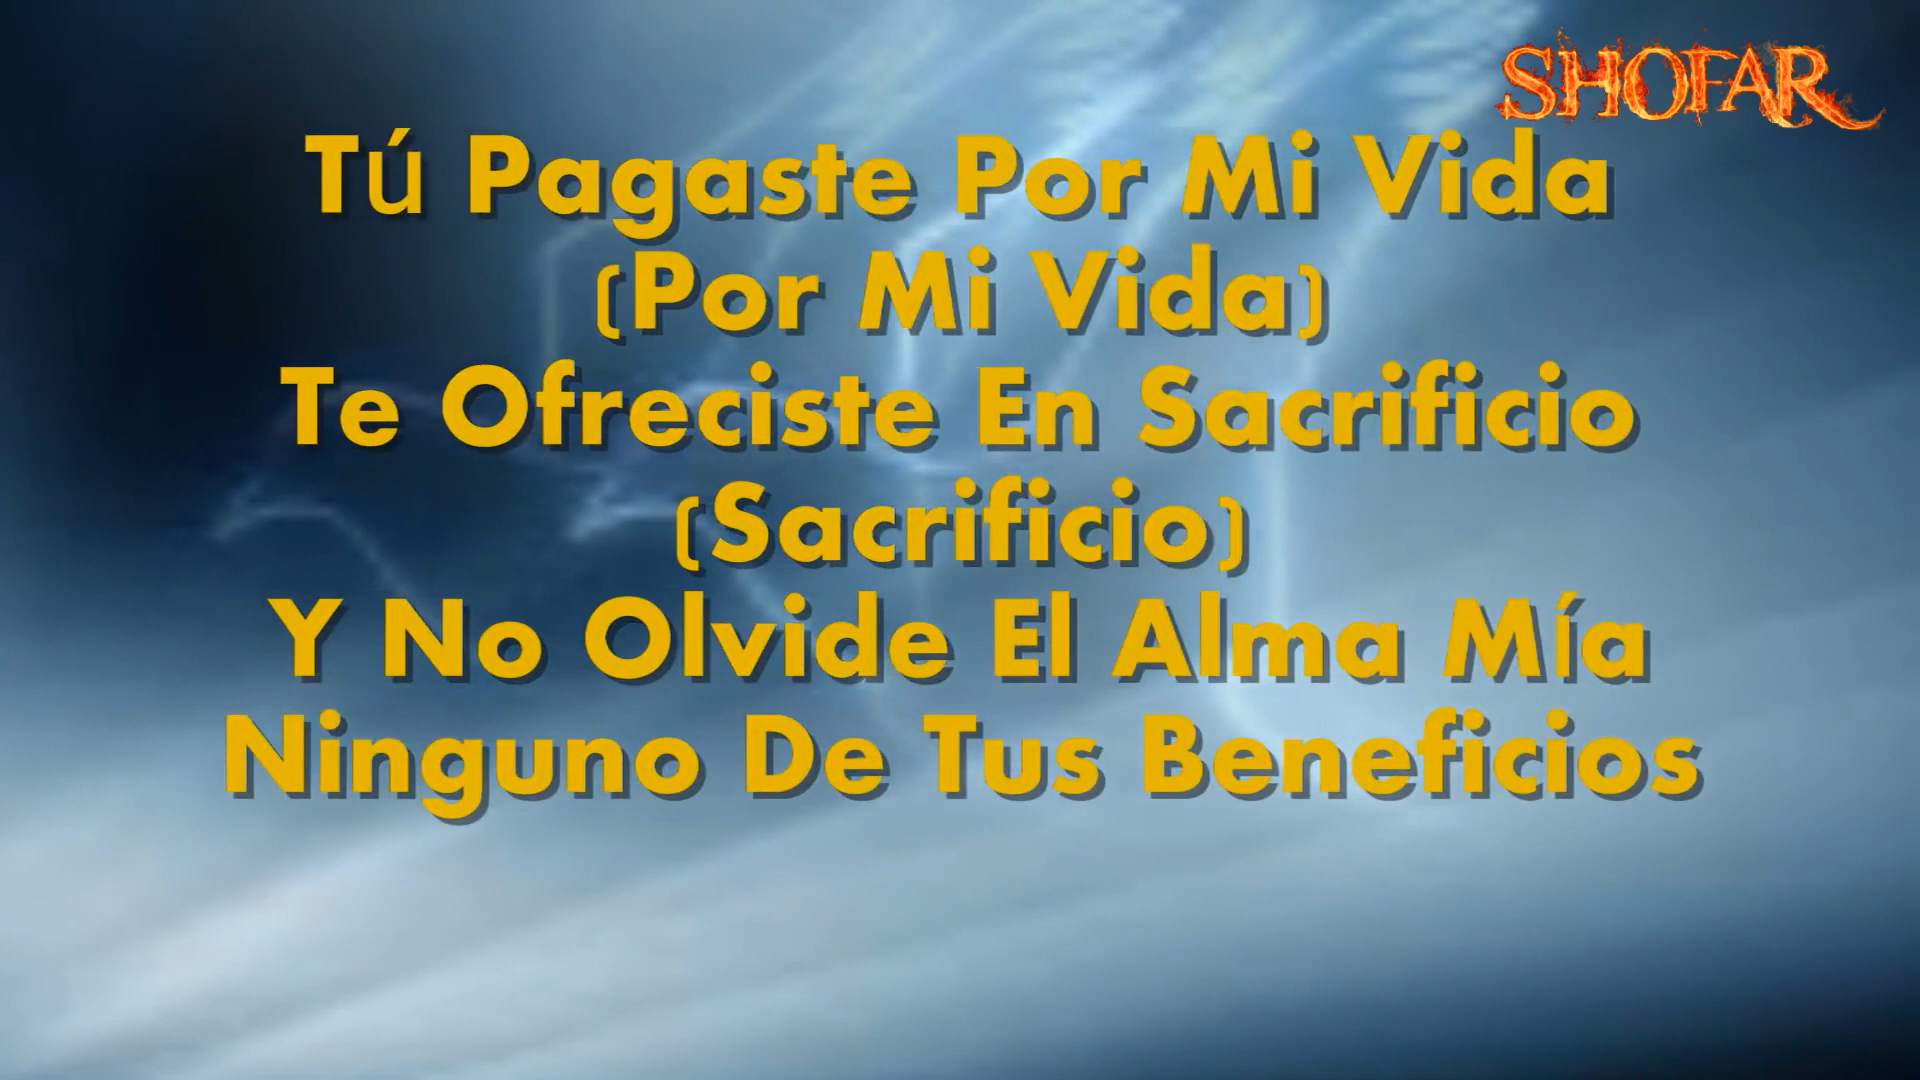 SHOFAR
Tú Pagaste Por Mi Vida
(Por Mi Vida)
Te Ofreciste En Sacrificio
(Sacrificio)
Y No Olvide El Alma Mía
Ninguno De Tus Beneficios